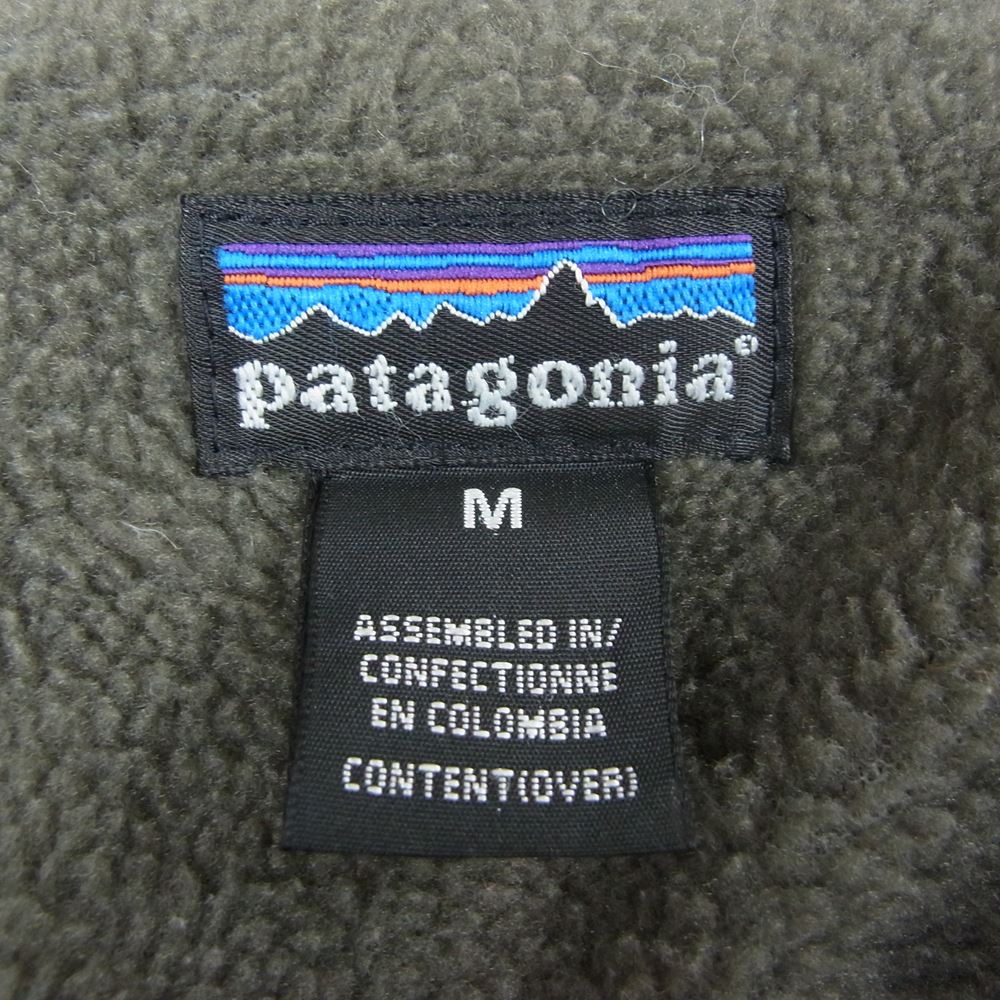 patagonia®
M
ASSEMBLED IN/
CONFECTIONNE
EN COLOMBIA
CONTENT(OVER)